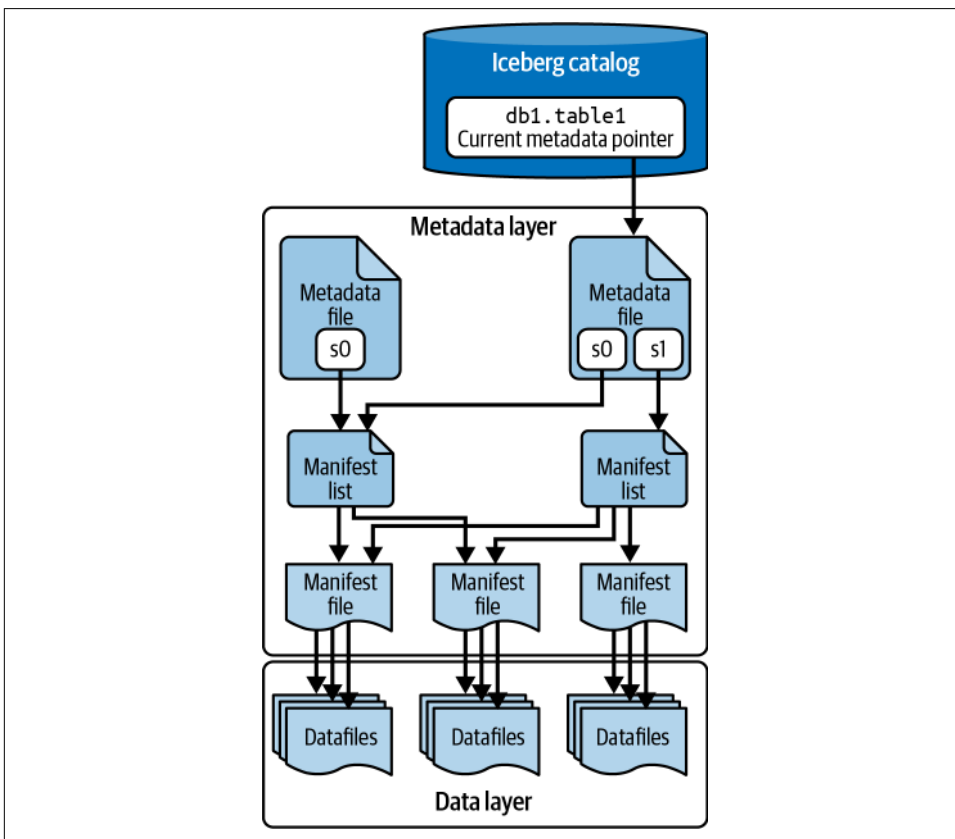 Iceberg catalog
db1.table1
Current metadata pointer
Metadata layer
Metadata
file
s0
Metadata
file
s0
s1
Manifest
list
Manifest
list
Manifest
file
Manifest
file
Manifest
file
Datafiles
Datafiles
Datafiles
Data layer